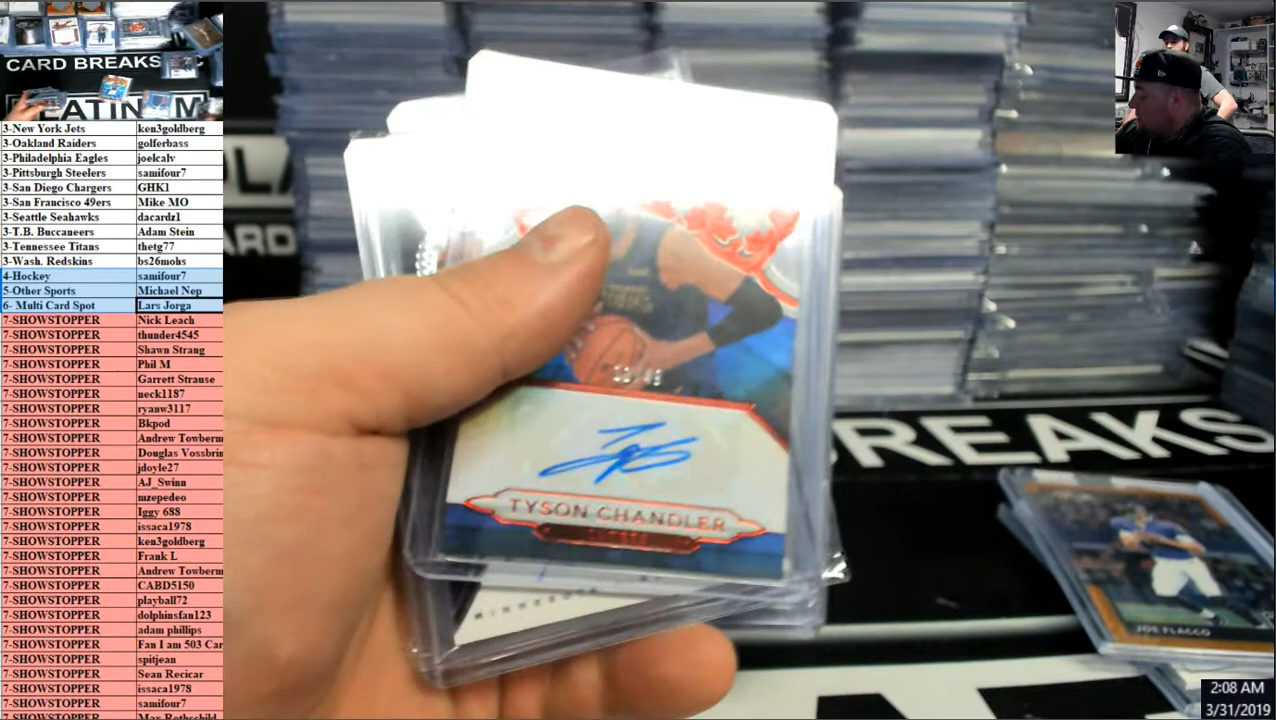 CARD BREAKS
LATINUM
3-New York Jets ken3goldberg
3-Oakland Raiders golferbass
3-Philadelphia Eagles joelcalv
3-Pittsburgh Steelers samifour7
3-San Diego Chargers GHK1
3-San Francisco 49ers Mike MO
3-Seattle Seahawks dacardz1
3-T.B. Buccaneers Adam Stein
3-Tennessee Titans thetg77
3-Wash. Redskins bs26mohs
4-Hockey samifour7
5-Other Sports Michael Nep
6- Multi Card Spot Lars Jorga
7-SHOWSTOPPER Nick Leach
7-SHOWSTOPPER thunder4545
7-SHOWSTOPPER Shawn Strang
7-SHOWSTOPPER Phil M
7-SHOWSTOPPER Garrett Strause
7-SHOWSTOPPER neck1187
7-SHOWSTOPPER ryanw3117
7-SHOWSTOPPER Bkpod
7-SHOWSTOPPER Andrew Towberm
7-SHOWSTOPPER Douglas Vossbrin
7-SHOWSTOPPER jdoyle27
7-SHOWSTOPPER AJ_Swinn
7-SHOWSTOPPER mzepedeo
7-SHOWSTOPPER Iggy 688
7-SHOWSTOPPER issaca1978
7-SHOWSTOPPER ken3goldberg
7-SHOWSTOPPER Frank L
7-SHOWSTOPPER Andrew Towberm
7-SHOWSTOPPER CABD5150
7-SHOWSTOPPER playball72
7-SHOWSTOPPER dolphinsfan123
7-SHOWSTOPPER adam phillips
7-SHOWSTOPPER Fan I am 503 Car
7-SHOWSTOPPER spitjean
7-SHOWSTOPPER Sean Recicar
7-SHOWSTOPPER issaca1978
7-SHOWSTOPPER samifour7
7-SHOWSTOPPER Max Rothschild
ARD
BREAKS
TYSON CHANDLER
MINNESOTA
JOE FLACCO
2:08 AM
3/31/2019